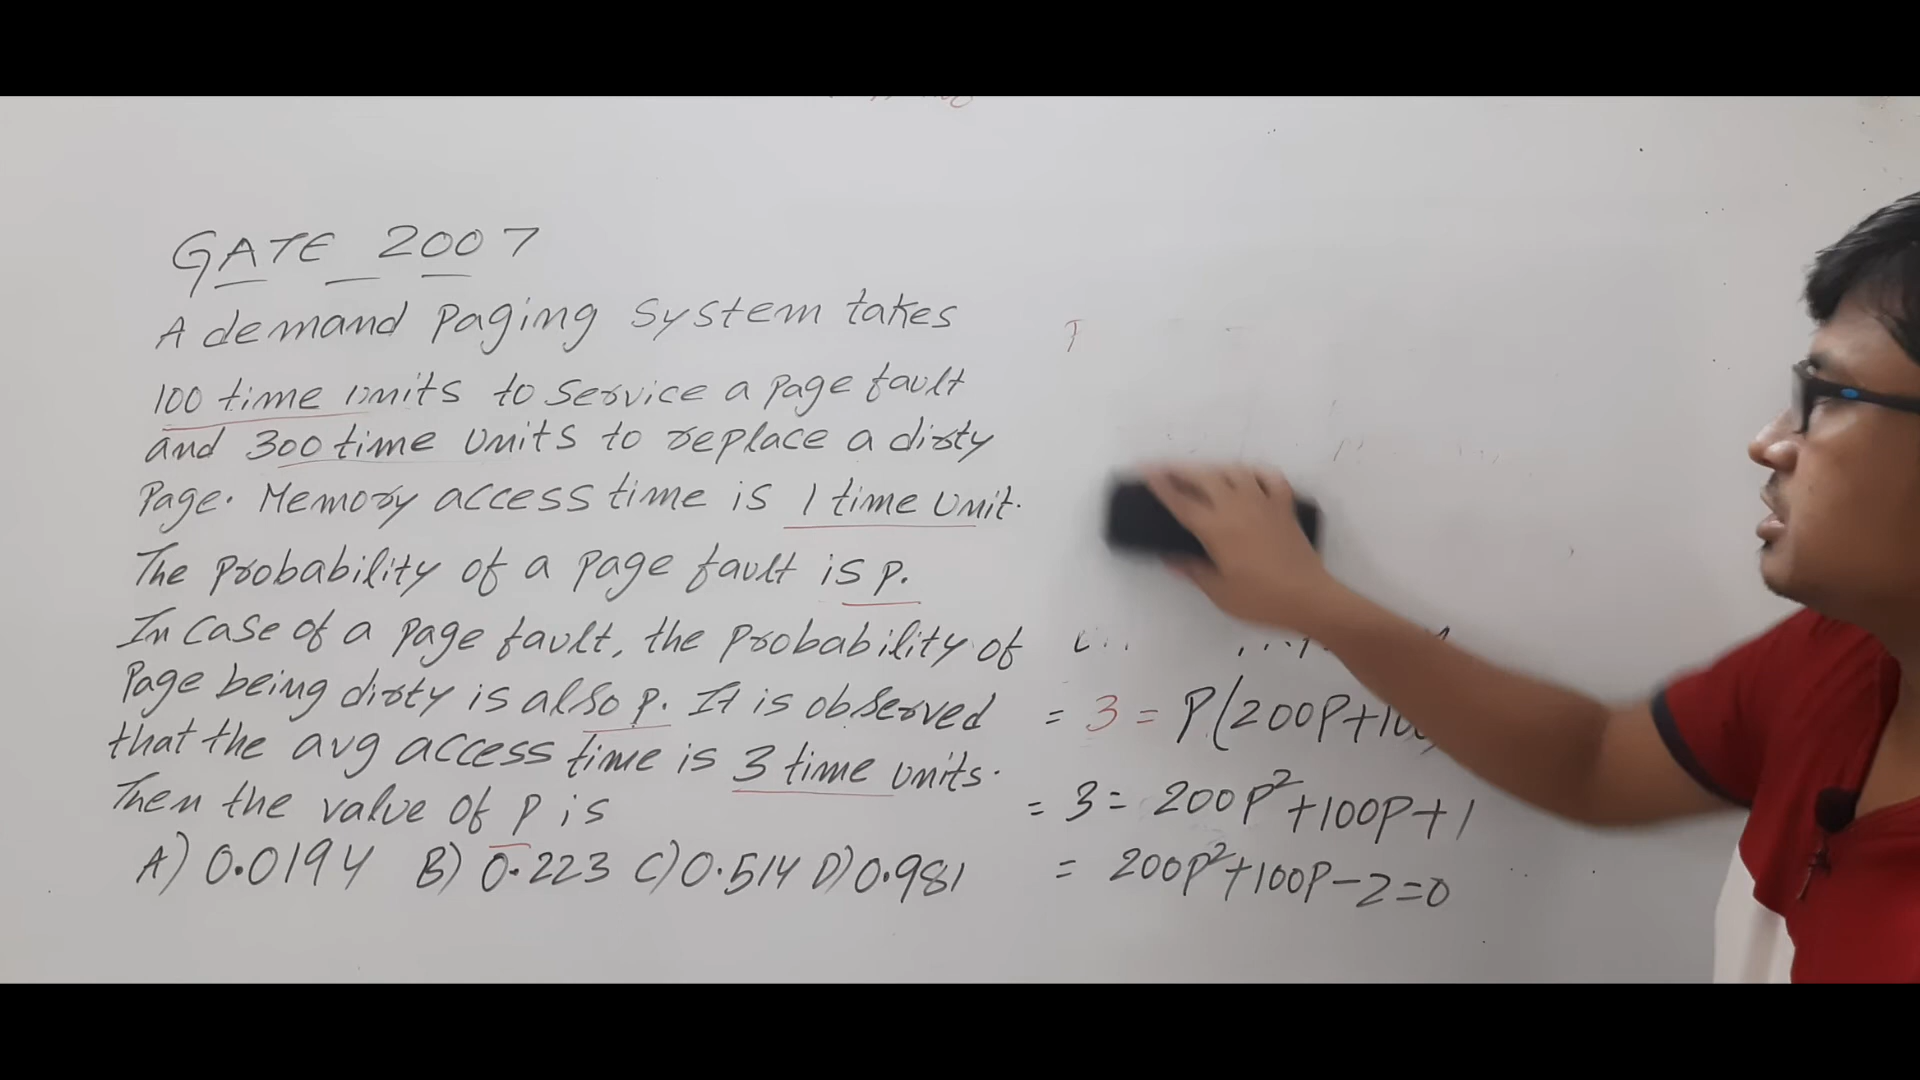 GATE 2007
A demand paging system takes
100 time units to service a page fault
and 300 time units to replace a dirty
page. Memory access time is 1 time unit.
The probability of a page fault is p.
In case of a page fault, the probability of
page being dirty is also p. It is observed
that the avg access time is 3 time units.
Then the value of p is
A) 0.0194 B) 0.223 C) 0.514 D) 0.981
= 3 = P(200P+10
= 3 = 200P²+100P+1
= 200P²+100P-2=0